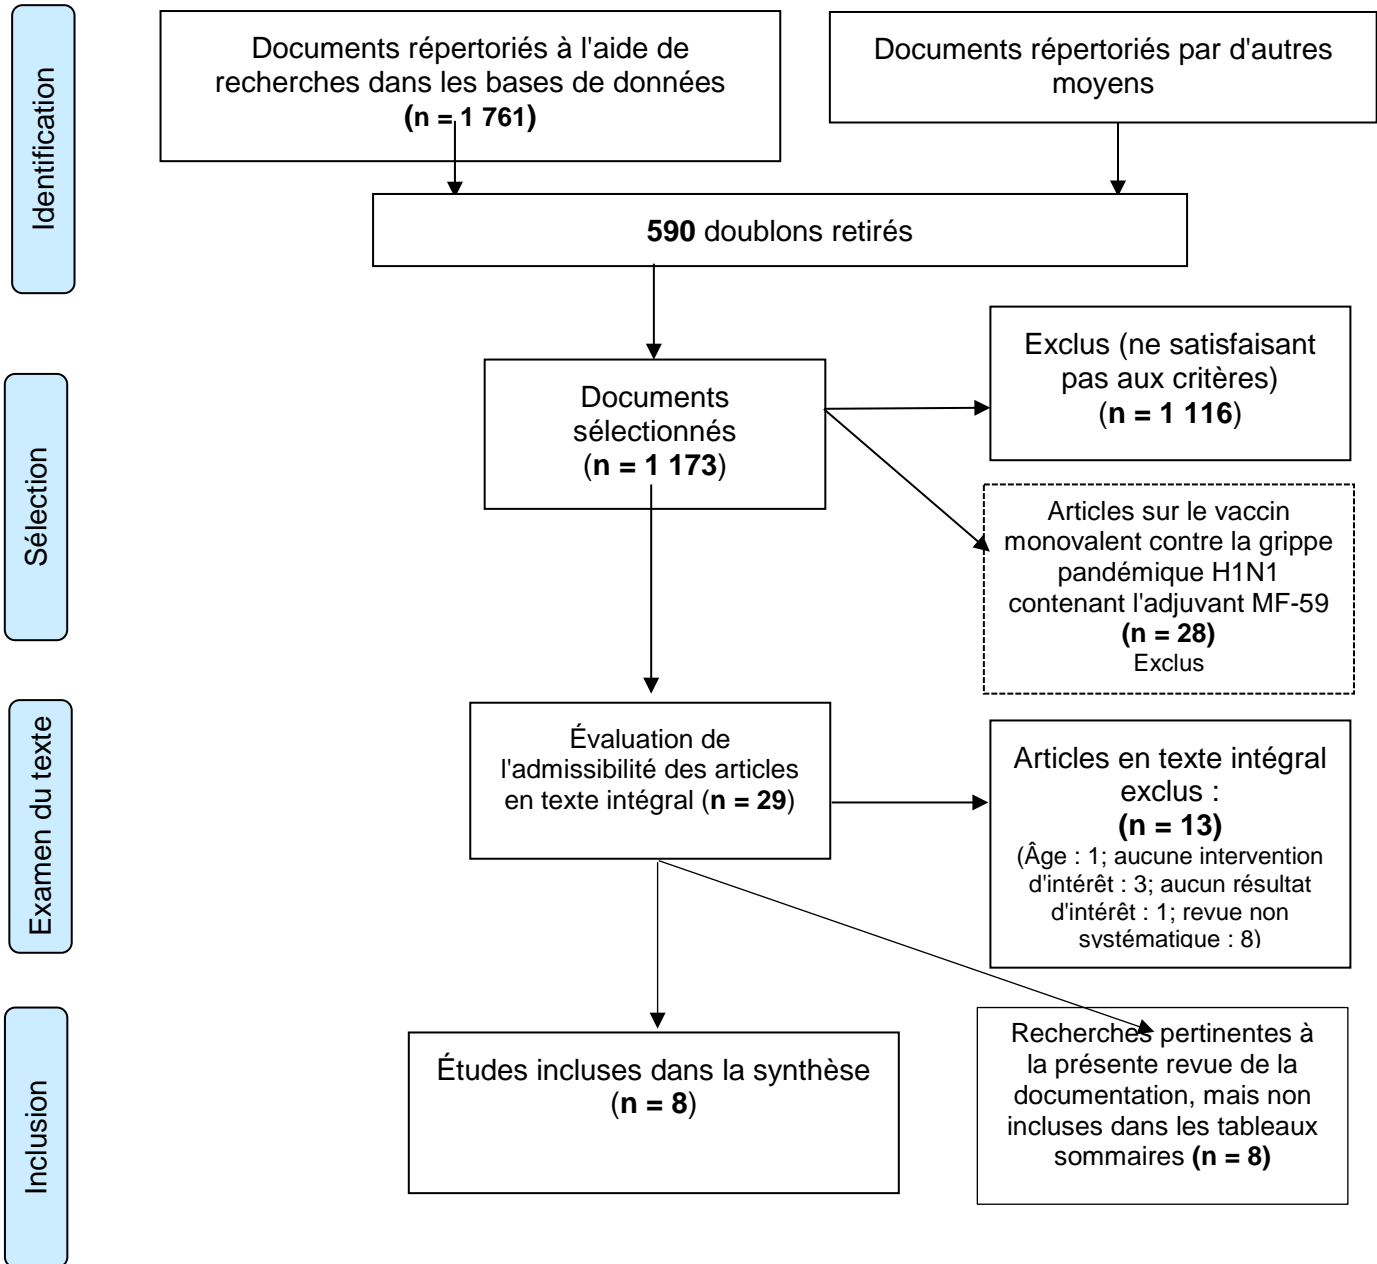 Identification
Documents répertoriés à l'aide de
recherches dans les bases de données
(n = 1 761)
Documents répertoriés par d'autres
moyens
590 doublons retirés
Sélection
Documents
sélectionnés
(n = 1 173)
Exclus (ne satisfaisant
pas aux critères)
(n = 1 116)
Articles sur le vaccin
monovalent contre la grippe
pandémique H1N1
contenant l'adjuvant MF-59
(n = 28)
Exclus
Examen du texte
Évaluation de
l'admissibilité des articles
en texte intégral (n = 29)
Articles en texte intégral
exclus :
(n = 13)
(Âge : 1; aucune intervention
d'intérêt : 3; aucun résultat
d'intérêt : 1; revue non
systématique : 8)
Inclusion
Études incluses dans la synthèse
(n = 8)
Recherches pertinentes à
la présente revue de la
documentation, mais non
incluses dans les tableaux
sommaires (n = 8)